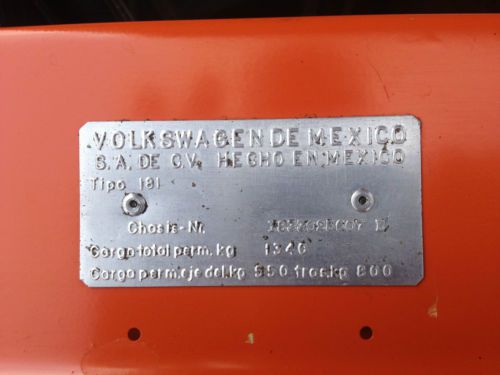 VOLKSWAGEN DE MEXICO
S.A. DE C.V. HECHO EN MEXICO
Tipo 181
Chasis-Nr.
Carga total perm. kg 1340
Carga perm.eje del.kg 550 tras.kg 800